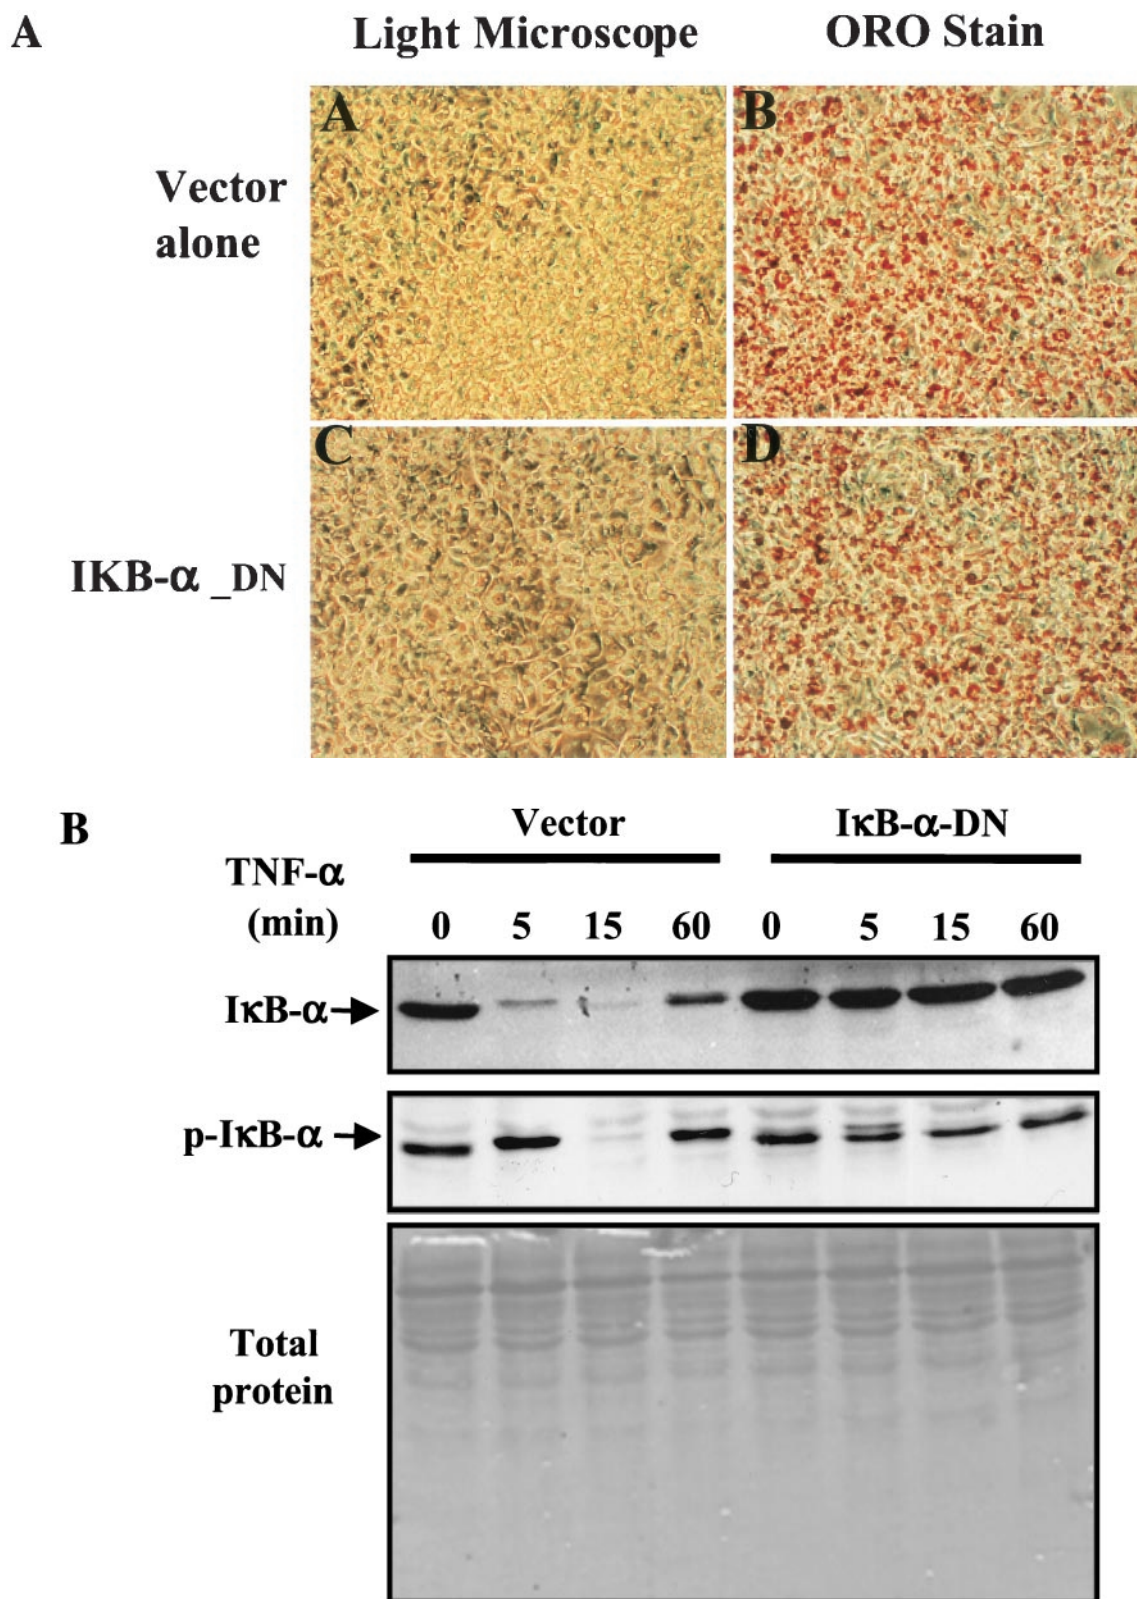 A
Light Microscope
ORO Stain
A
B
Vector
alone
C
D
IKB-α _DN
B
Vector
IκB-α-DN
TNF-α
(min)
0 5 15 60 0 5 15 60
IκB-α
p-IκB-α
Total
protein